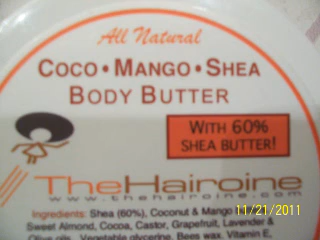 All Natural
COCO • MANGO • SHEA
BODY BUTTER
WITH 60%
SHEA BUTTER!
TheHairoine
www.thehairoine.com
Ingredients: Shea (60%), Coconut & Mango
Sweet Almond, Cocoa, Castor, Grapefruit, Lavender &
Olive oils, Vegetable glycerine, Bees wax, Vitamin E,
11/21/2011